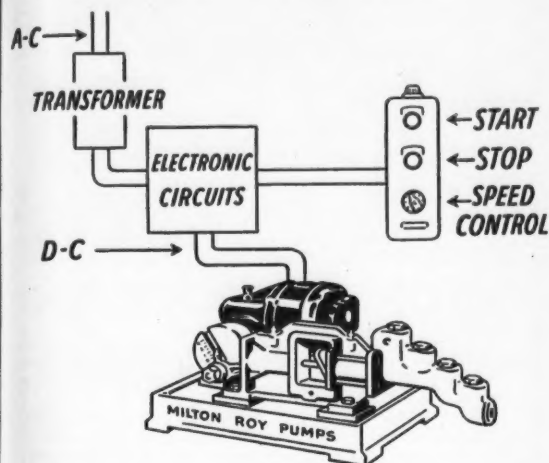 A-C
TRANSFORMER
ELECTRONIC
CIRCUITS
START
STOP
SPEED
CONTROL
D-C
MILTON ROY PUMPS